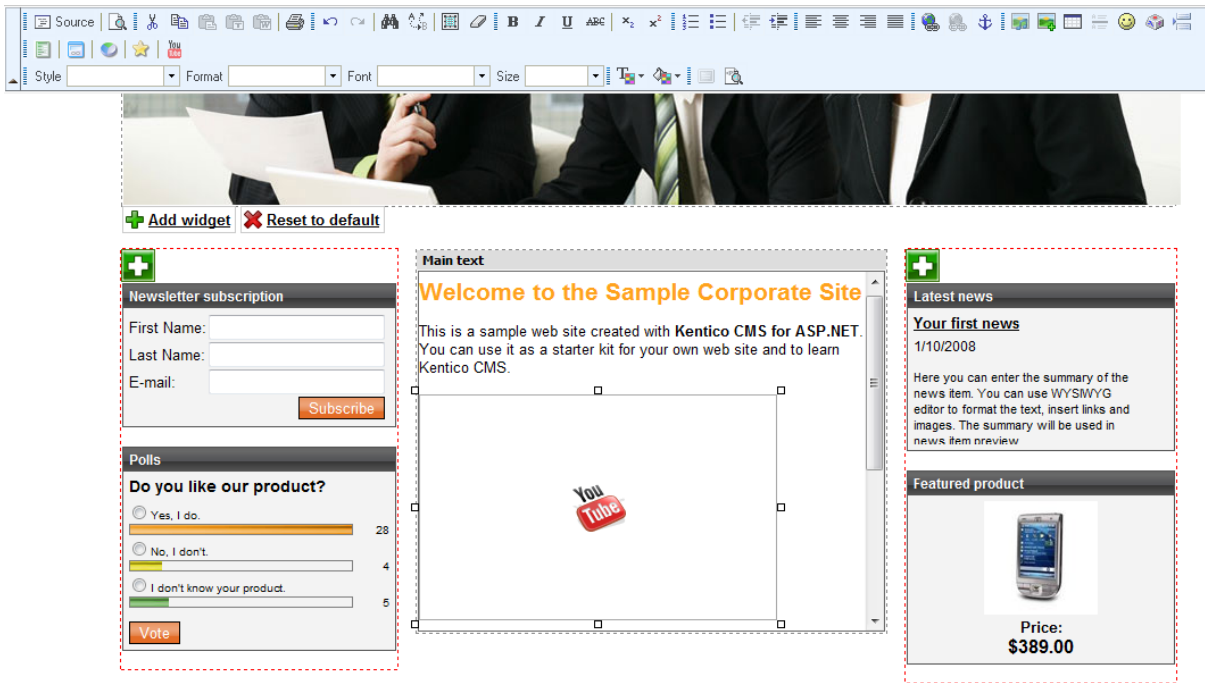 Source
B I U ABC x₂ x²
You
Tube
Style Format Font Size
Add widget Reset to default
Newsletter subscription
First Name:
Last Name:
E-mail:
Subscribe
Polls
Do you like our product?
Yes, I do.
28
No, I don't.
4
I don't know your product.
5
Vote
Main text
Welcome to the Sample Corporate Site
This is a sample web site created with Kentico CMS for ASP.NET.
You can use it as a starter kit for your own web site and to learn
Kentico CMS.
You
Tube
Latest news
Your first news
1/10/2008
Here you can enter the summary of the
news item. You can use WYSIWYG
editor to format the text, insert links and
images. The summary will be used in
news item preview
Featured product
Price:
$389.00